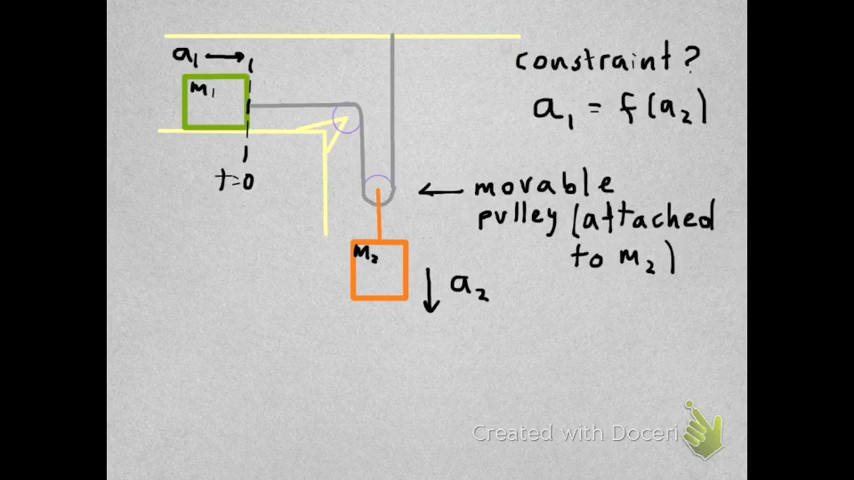 a₁
m₁
t=0
m₂
a₂
constraint?
a₁ = f(a₂)
movable
pulley (attached
to m₂)
Created with Doceri